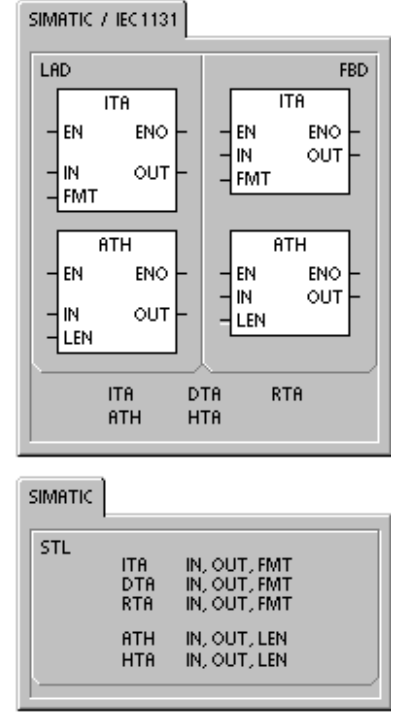 SIMATIC / IEC1131
LAD FBD
ITA ITA
EN ENO EN ENO
IN OUT IN OUT
FMT FMT
ATH ATH
EN ENO EN ENO
IN OUT IN OUT
LEN LEN
ITA DTA RTA
ATH HTA
SIMATIC
STL
ITA IN, OUT, FMT
DTA IN, OUT, FMT
RTA IN, OUT, FMT
ATH IN, OUT, LEN
HTA IN, OUT, LEN